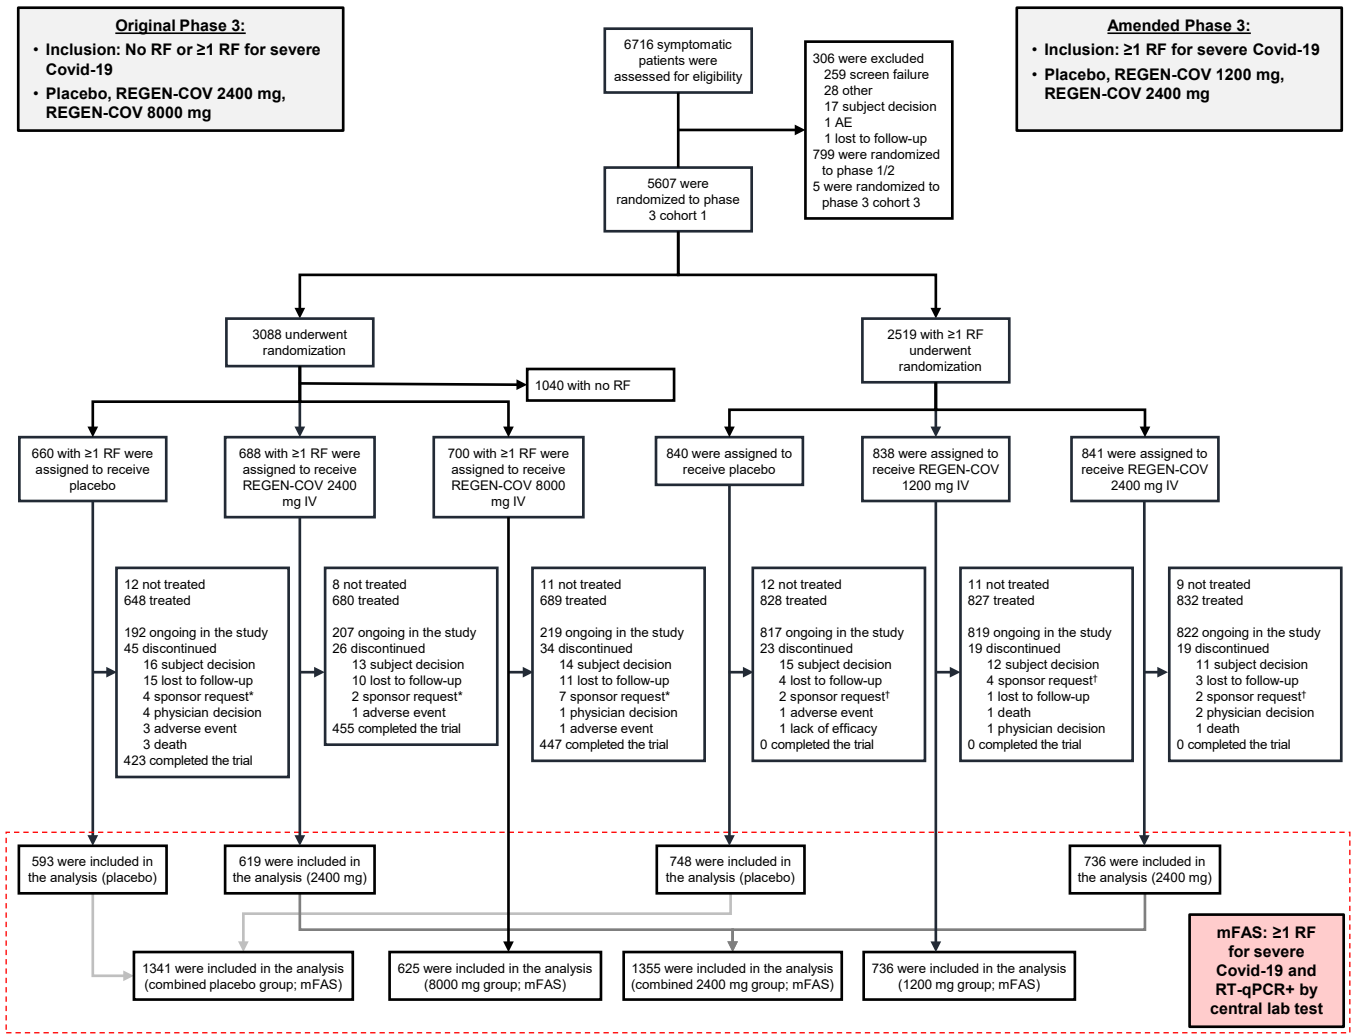 Original Phase 3:
• Inclusion: No RF or ≥1 RF for severe
Covid-19
• Placebo, REGEN-COV 2400 mg,
REGEN-COV 8000 mg
6716 symptomatic
patients were
assessed for eligibility
306 were excluded
259 screen failure
28 other
17 subject decision
1 AE
1 lost to follow-up
799 were randomized
to phase 1/2
5 were randomized to
phase 3 cohort 3
Amended Phase 3:
• Inclusion: ≥1 RF for severe Covid-19
• Placebo, REGEN-COV 1200 mg,
REGEN-COV 2400 mg
5607 were
randomized to phase
3 cohort 1
3088 underwent
randomization
2519 with ≥1 RF
underwent
randomization
1040 with no RF
660 with ≥1 RF were
assigned to receive
placebo
688 with ≥1 RF were
assigned to receive
REGEN-COV 2400
mg IV
700 with ≥1 RF were
assigned to receive
REGEN-COV 8000
mg IV
840 were assigned to
receive placebo
838 were assigned to
receive REGEN-COV
1200 mg IV
841 were assigned to
receive REGEN-COV
2400 mg IV
12 not treated
648 treated
192 ongoing in the study
45 discontinued
16 subject decision
15 lost to follow-up
4 sponsor request*
4 physician decision
3 adverse event
3 death
423 completed the trial
8 not treated
680 treated
207 ongoing in the study
26 discontinued
13 subject decision
10 lost to follow-up
2 sponsor request*
1 adverse event
455 completed the trial
11 not treated
689 treated
219 ongoing in the study
34 discontinued
14 subject decision
11 lost to follow-up
7 sponsor request*
1 physician decision
1 adverse event
447 completed the trial
12 not treated
828 treated
817 ongoing in the study
23 discontinued
15 subject decision
4 lost to follow-up
2 sponsor request†
1 adverse event
1 lack of efficacy
0 completed the trial
11 not treated
827 treated
819 ongoing in the study
19 discontinued
12 subject decision
4 sponsor request†
1 lost to follow-up
1 death
1 physician decision
0 completed the trial
9 not treated
832 treated
822 ongoing in the study
19 discontinued
11 subject decision
3 lost to follow-up
2 sponsor request†
2 physician decision
1 death
0 completed the trial
593 were included in
the analysis (placebo)
619 were included in
the analysis (2400 mg)
748 were included in
the analysis (placebo)
736 were included in
the analysis (2400 mg)
1341 were included in the analysis
(combined placebo group; mFAS)
625 were included in the analysis
(8000 mg group; mFAS)
1355 were included in the analysis
(combined 2400 mg group; mFAS)
736 were included in the analysis
(1200 mg group; mFAS)
mFAS: ≥1 RF
for severe
Covid-19 and
RT-qPCR+ by
central lab test